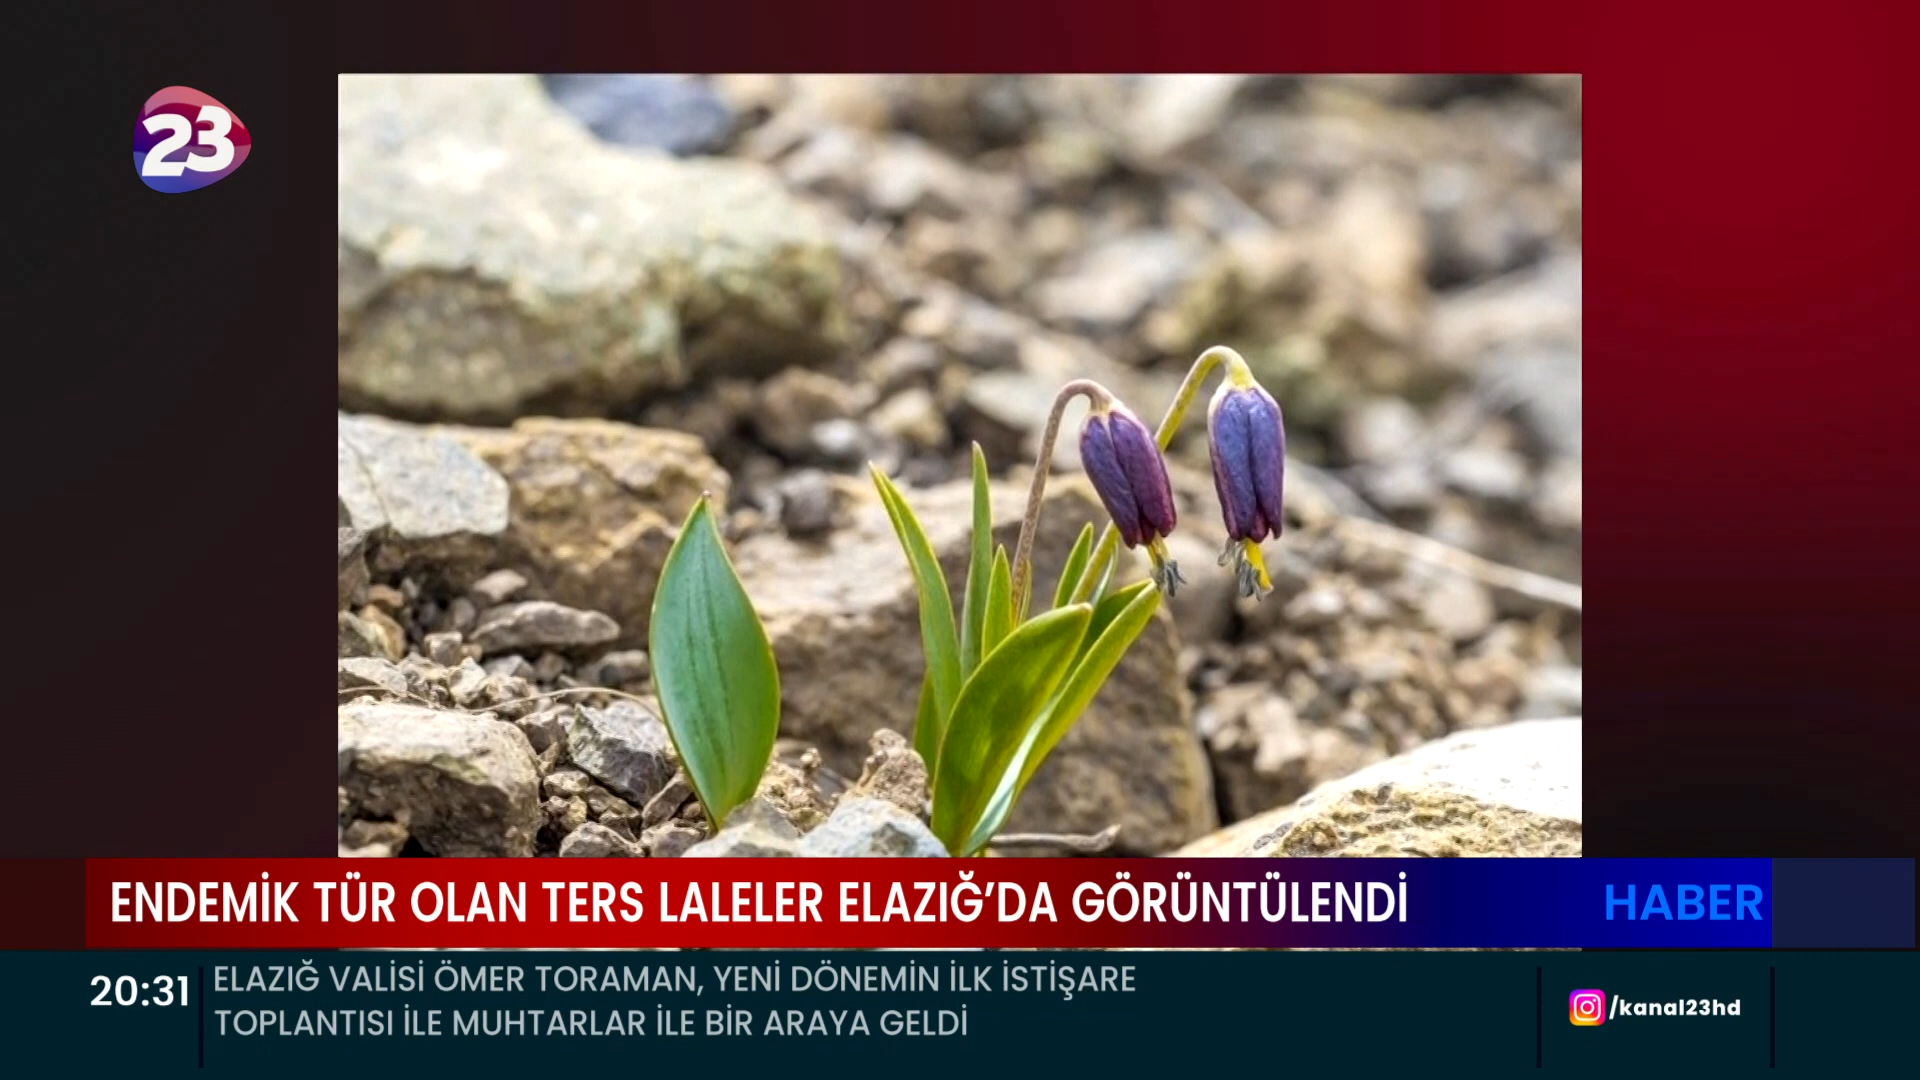 23
ENDEMİK TÜR OLAN TERS LALELER ELAZIĞ’DA GÖRÜNTÜLENDİ
HABER
20:31
ELAZIĞ VALİSİ ÖMER TORAMAN, YENİ DÖNEMİN İLK İSTİŞARE
TOPLANTISI İLE MUHTARLAR İLE BİR ARAYA GELDİ
/kanal23hd